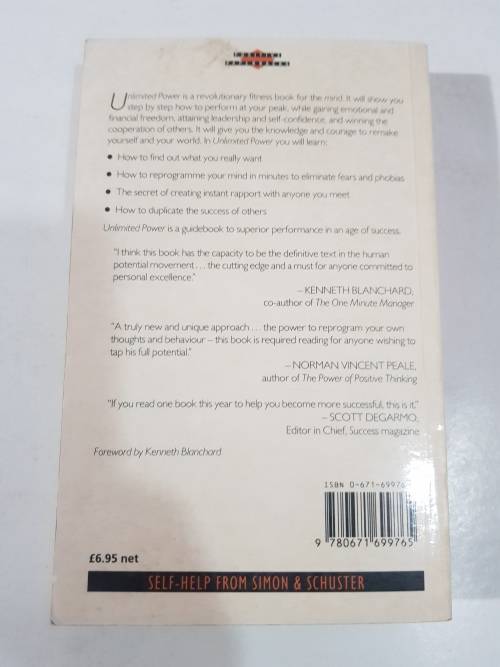 POSITIVE
PAPERBACKS
Unlimited Power is a revolutionary fitness book for the mind. It will show you
step by step how to perform at your peak, while gaining emotional and
financial freedom, attaining leadership and self-confidence, and winning the
cooperation of others. It will give you the knowledge and courage to remake
yourself and your world. In Unlimited Power you will learn:
• How to find out what you really want
• How to reprogramme your mind in minutes to eliminate fears and phobias
• The secret of creating instant rapport with anyone you meet
• How to duplicate the success of others
Unlimited Power is a guidebook to superior performance in an age of success.
"I think this book has the capacity to be the definitive text in the human
potential movement . . . the cutting edge and a must for anyone committed to
personal excellence."
– KENNETH BLANCHARD,
co-author of The One Minute Manager
"A truly new and unique approach . . . the power to reprogram your own
thoughts and behaviour – this book is required reading for anyone wishing to
tap his full potential."
– NORMAN VINCENT PEALE,
author of The Power of Positive Thinking
"If you read one book this year to help you become more successful, this is it."
– SCOTT DEGARMO,
Editor in Chief, Success magazine
Foreword by Kenneth Blanchard
ISBN 0-671-6997
9 780671 699765
£6.95 net
SELF-HELP FROM SIMON & SCHUSTER